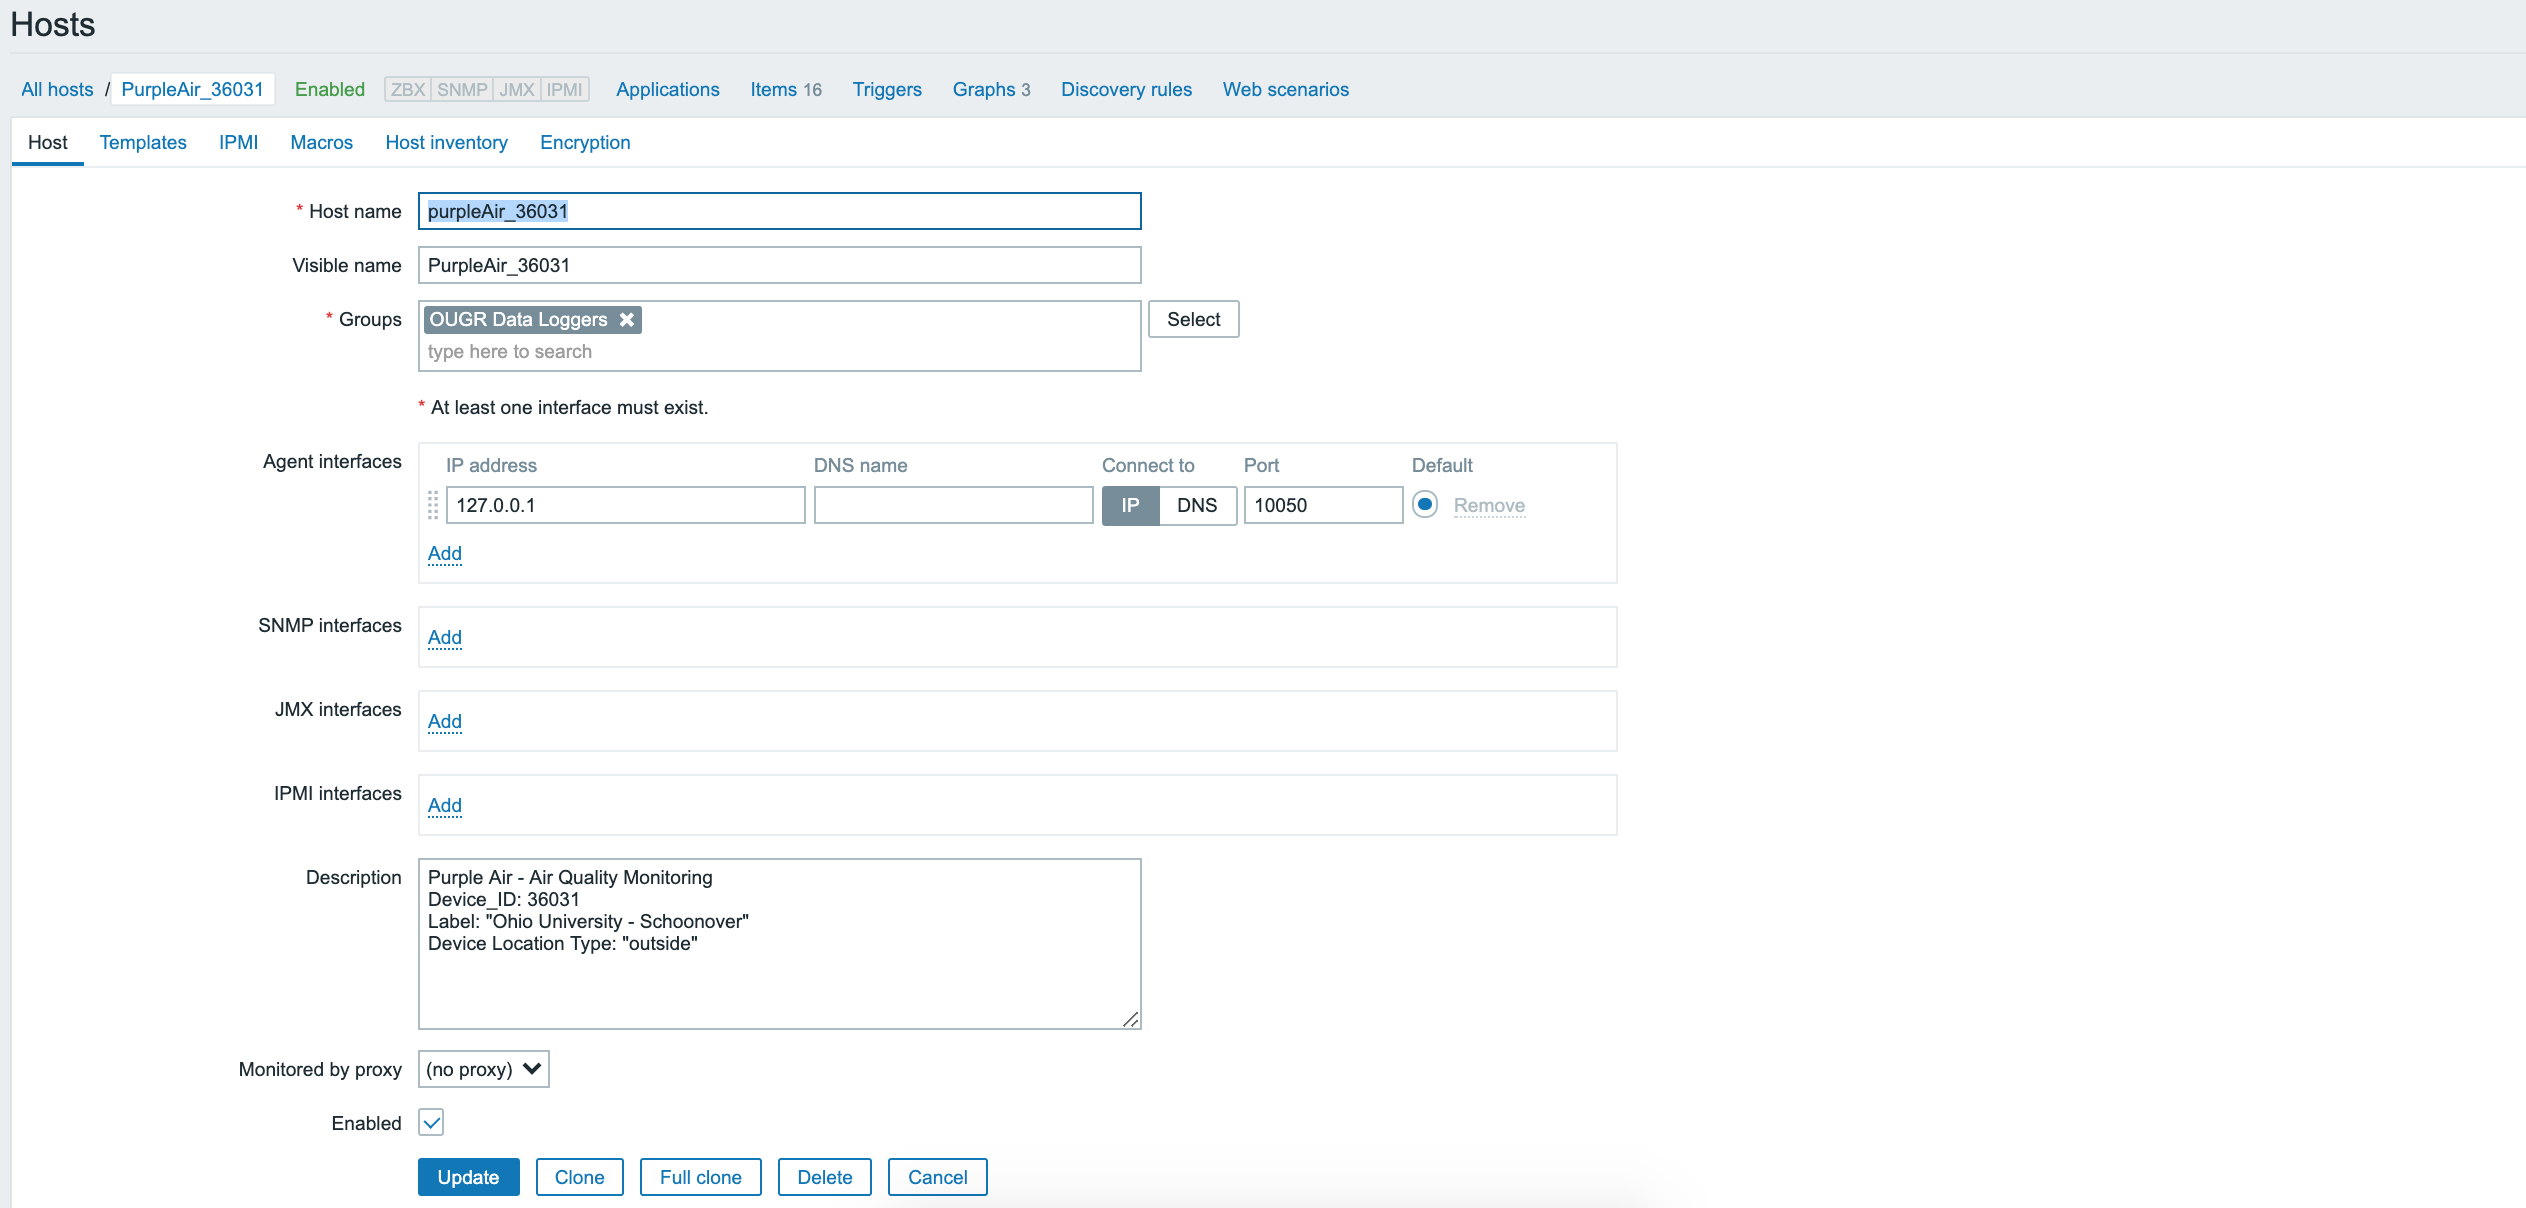 Hosts
All hosts / PurpleAir_36031 Enabled ZBX SNMP JMX IPMI Applications Items 16 Triggers Graphs 3 Discovery rules Web scenarios
Host Templates IPMI Macros Host inventory Encryption
* Host name purpleAir_36031
Visible name PurpleAir_36031
* Groups OUGR Data Loggers Select
type here to search
* At least one interface must exist.
Agent interfaces IP address DNS name Connect to Port Default
127.0.0.1 IP DNS 10050 Remove
Add
SNMP interfaces Add
JMX interfaces Add
IPMI interfaces Add
Description Purple Air - Air Quality Monitoring
Device_ID: 36031
Label: "Ohio University - Schoonover"
Device Location Type: "outside"
Monitored by proxy (no proxy)
Enabled
Update Clone Full clone Delete Cancel